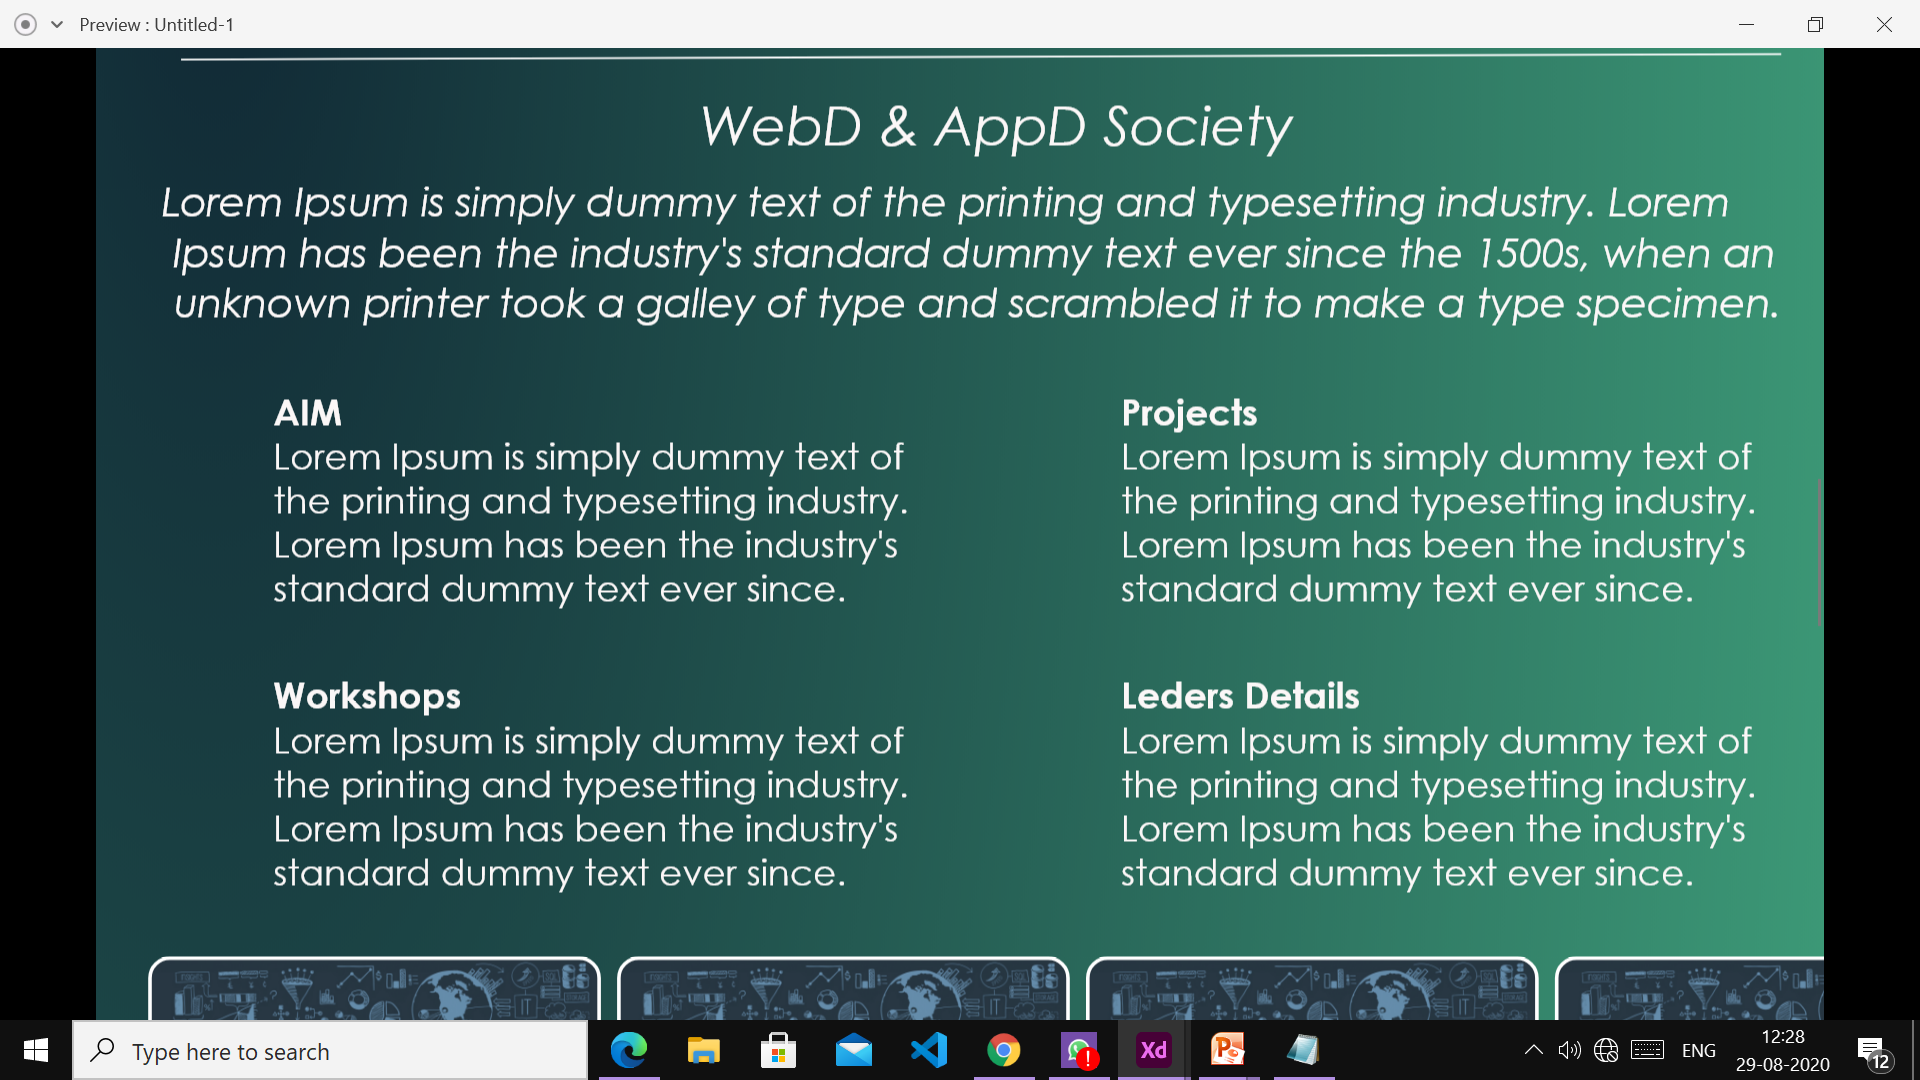 Preview : Untitled-1
WebD & AppD Society
Lorem Ipsum is simply dummy text of the printing and typesetting industry. Lorem
Ipsum has been the industry's standard dummy text ever since the 1500s, when an
unknown printer took a galley of type and scrambled it to make a type specimen.
AIM
Lorem Ipsum is simply dummy text of
the printing and typesetting industry.
Lorem Ipsum has been the industry's
standard dummy text ever since.
Projects
Lorem Ipsum is simply dummy text of
the printing and typesetting industry.
Lorem Ipsum has been the industry's
standard dummy text ever since.
Workshops
Lorem Ipsum is simply dummy text of
the printing and typesetting industry.
Lorem Ipsum has been the industry's
standard dummy text ever since.
Leders Details
Lorem Ipsum is simply dummy text of
the printing and typesetting industry.
Lorem Ipsum has been the industry's
standard dummy text ever since.
Type here to search
Xd
ENG
12:28
29-08-2020
12